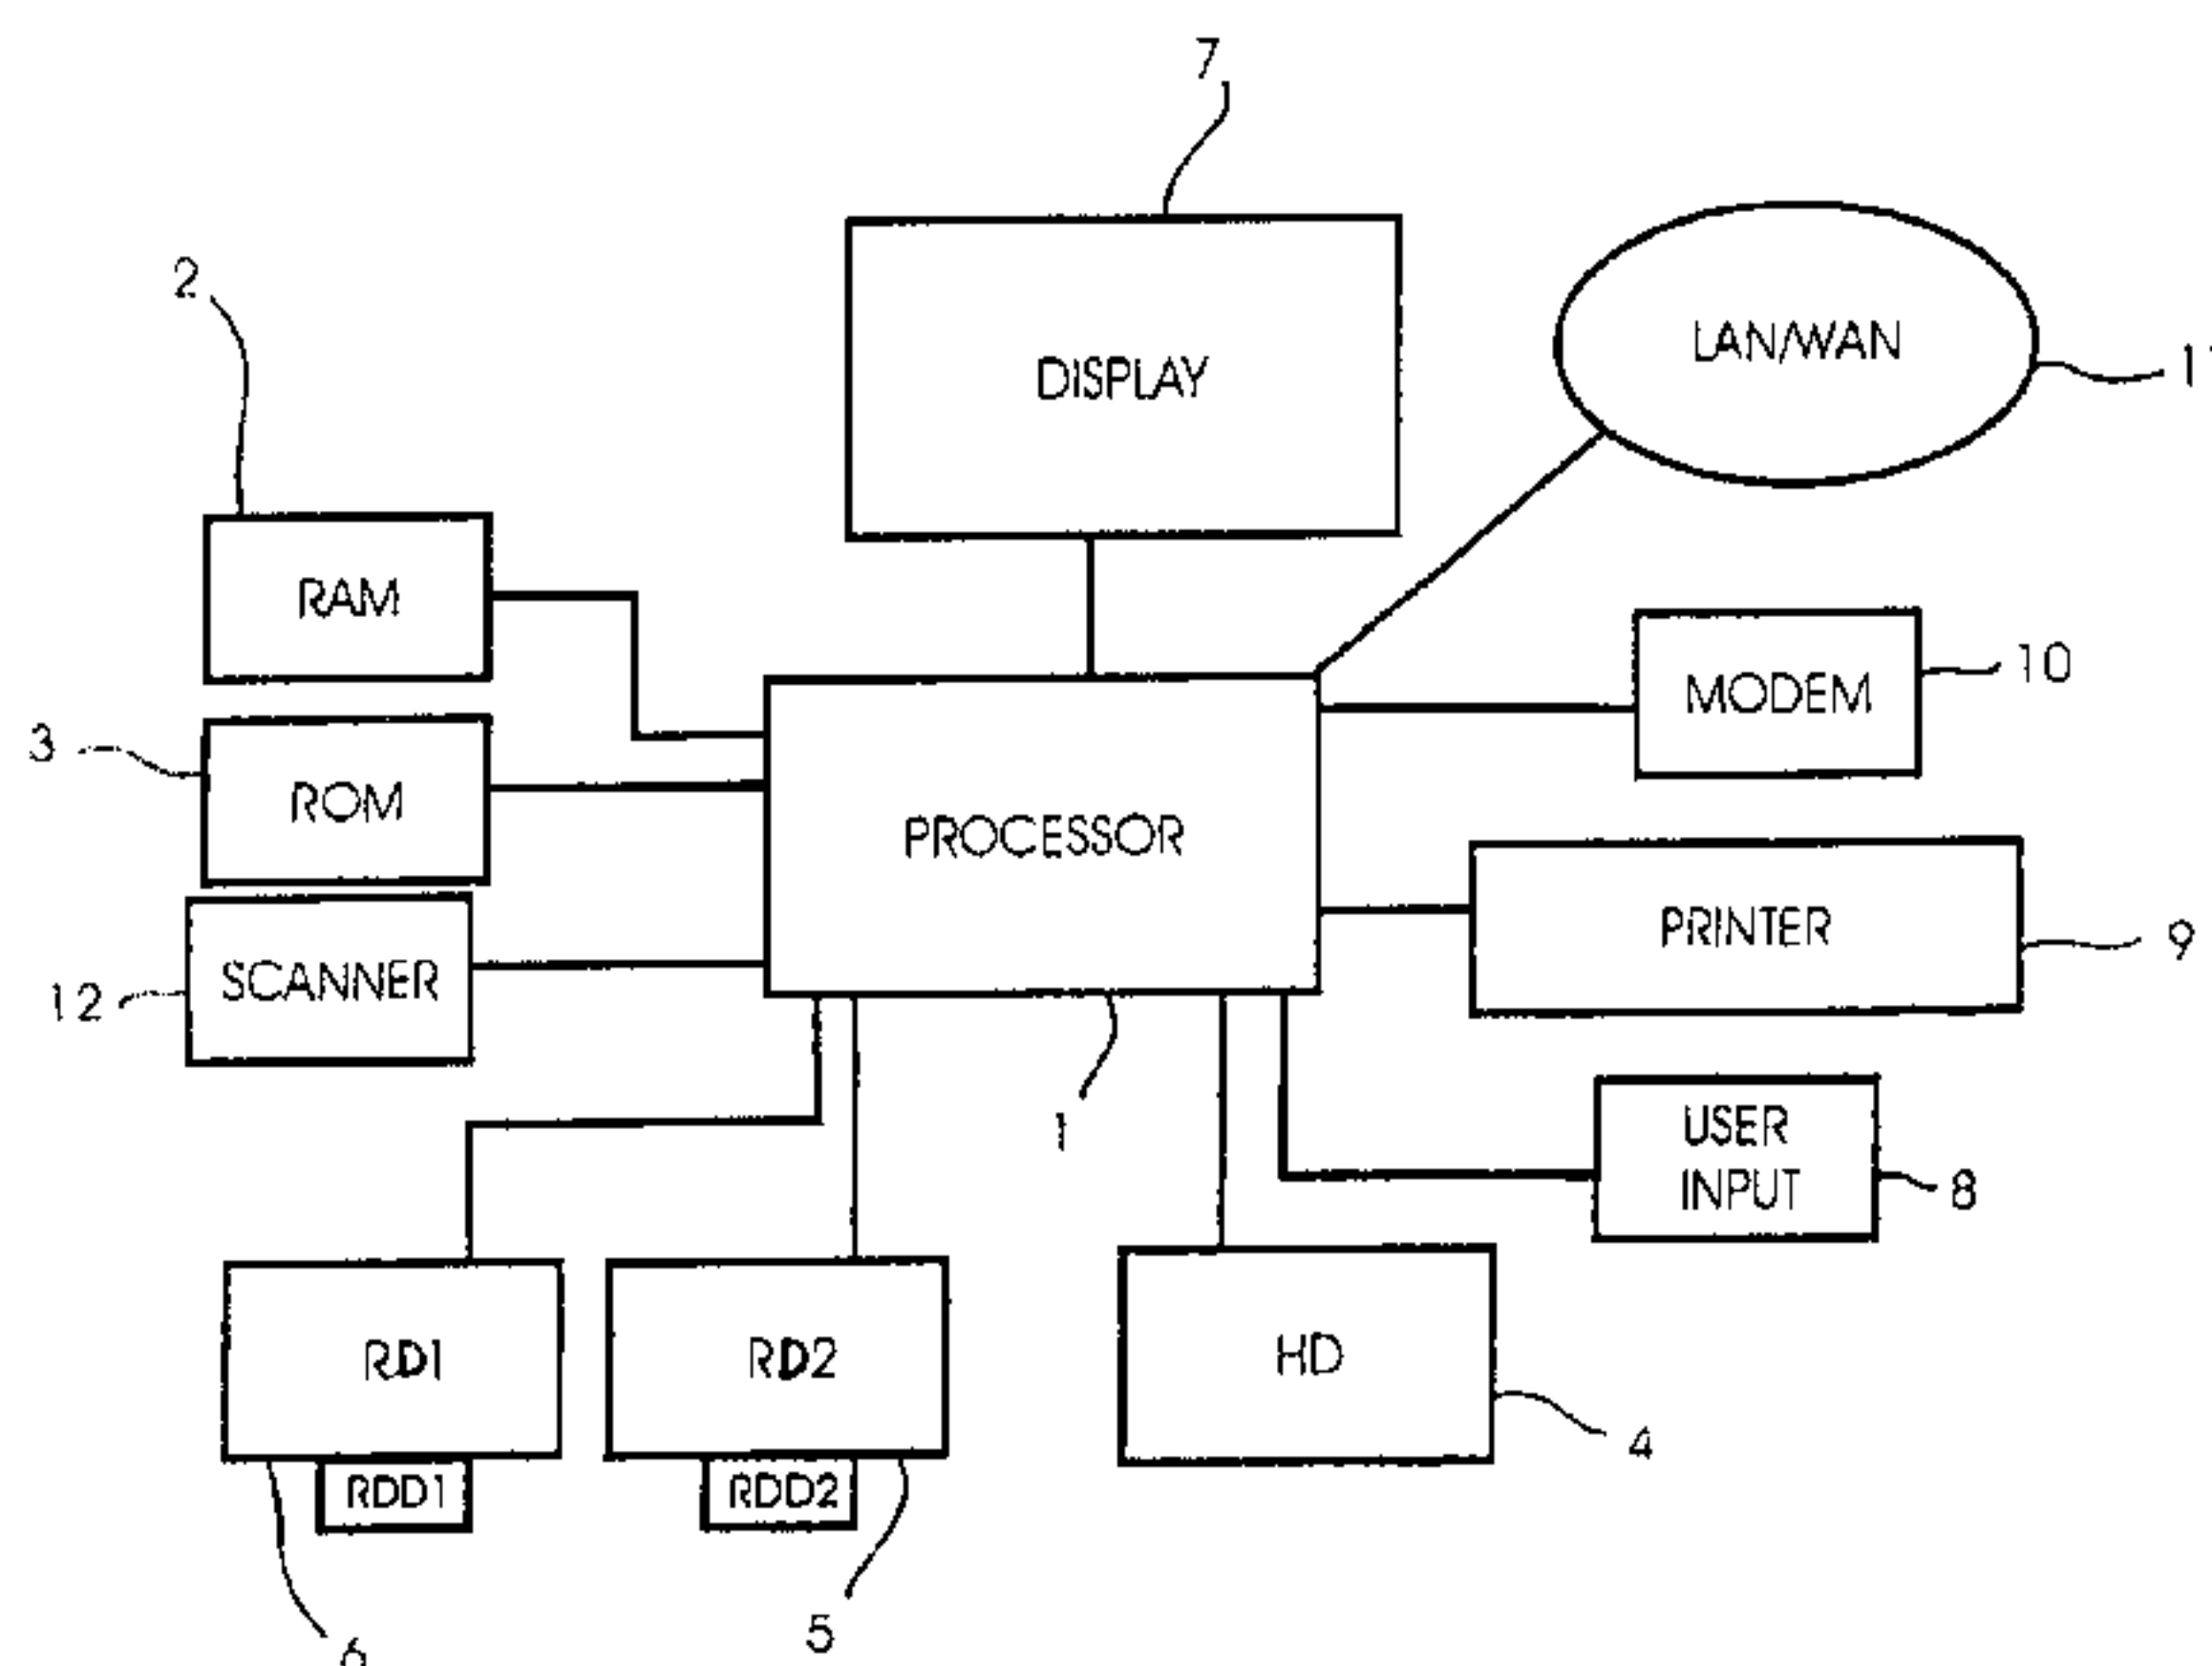 7
2
DISPLAY
LAN/WAN
RAM
10
MODEM
3
ROM
PROCESSOR
PRINTER
9
SCANNER
12
1
USER
INPUT
8
RD1
RD2
HD
4
RDD1
RDD2
5
6